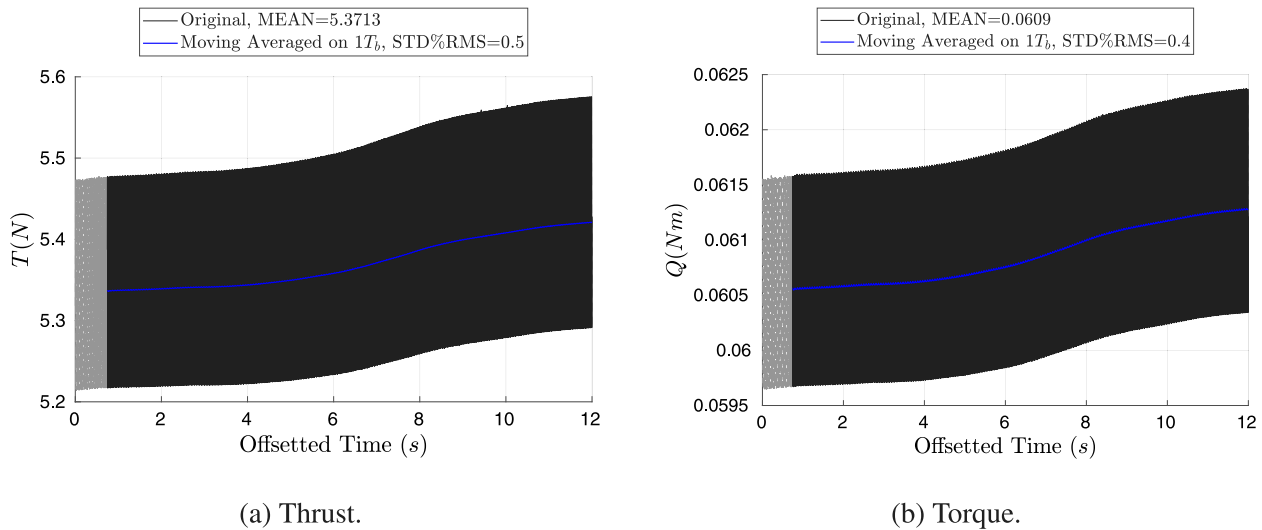 Original, MEAN=5.3713
Moving Averaged on 1T_b, STD%RMS=0.5
5.6
5.5
5.4
5.3
5.2
T(N)
0 2 4 6 8 10 12
Offsetted Time (s)
(a) Thrust.
Original, MEAN=0.0609
Moving Averaged on 1T_b, STD%RMS=0.4
0.0625
0.062
0.0615
0.061
0.0605
0.06
0.0595
Q(Nm)
0 2 4 6 8 10 12
Offsetted Time (s)
(b) Torque.